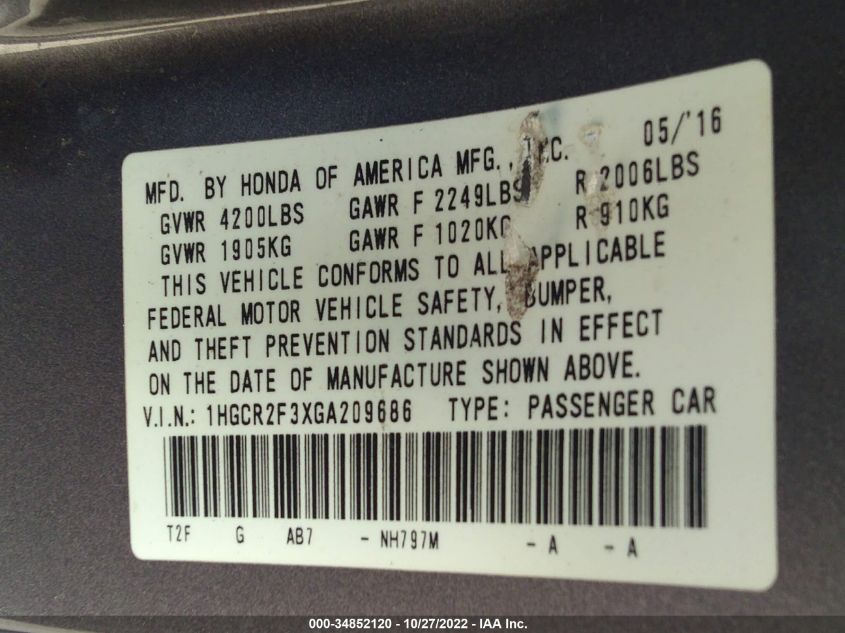 MFD. BY HONDA OF AMERICA MFG., INC. 05/'16
GVWR 4200LBS GAWR F 2249LBS R 2006LBS
GVWR 1905KG GAWR F 1020KG R 910KG
THIS VEHICLE CONFORMS TO ALL APPLICABLE
FEDERAL MOTOR VEHICLE SAFETY, BUMPER,
AND THEFT PREVENTION STANDARDS IN EFFECT
ON THE DATE OF MANUFACTURE SHOWN ABOVE.
V.I.N.: 1HGCR2F3XGA209686 TYPE: PASSENGER CAR
T2F G AB7 - NH797M - A - A
000-34852120 - 10/27/2022 - IAA Inc.